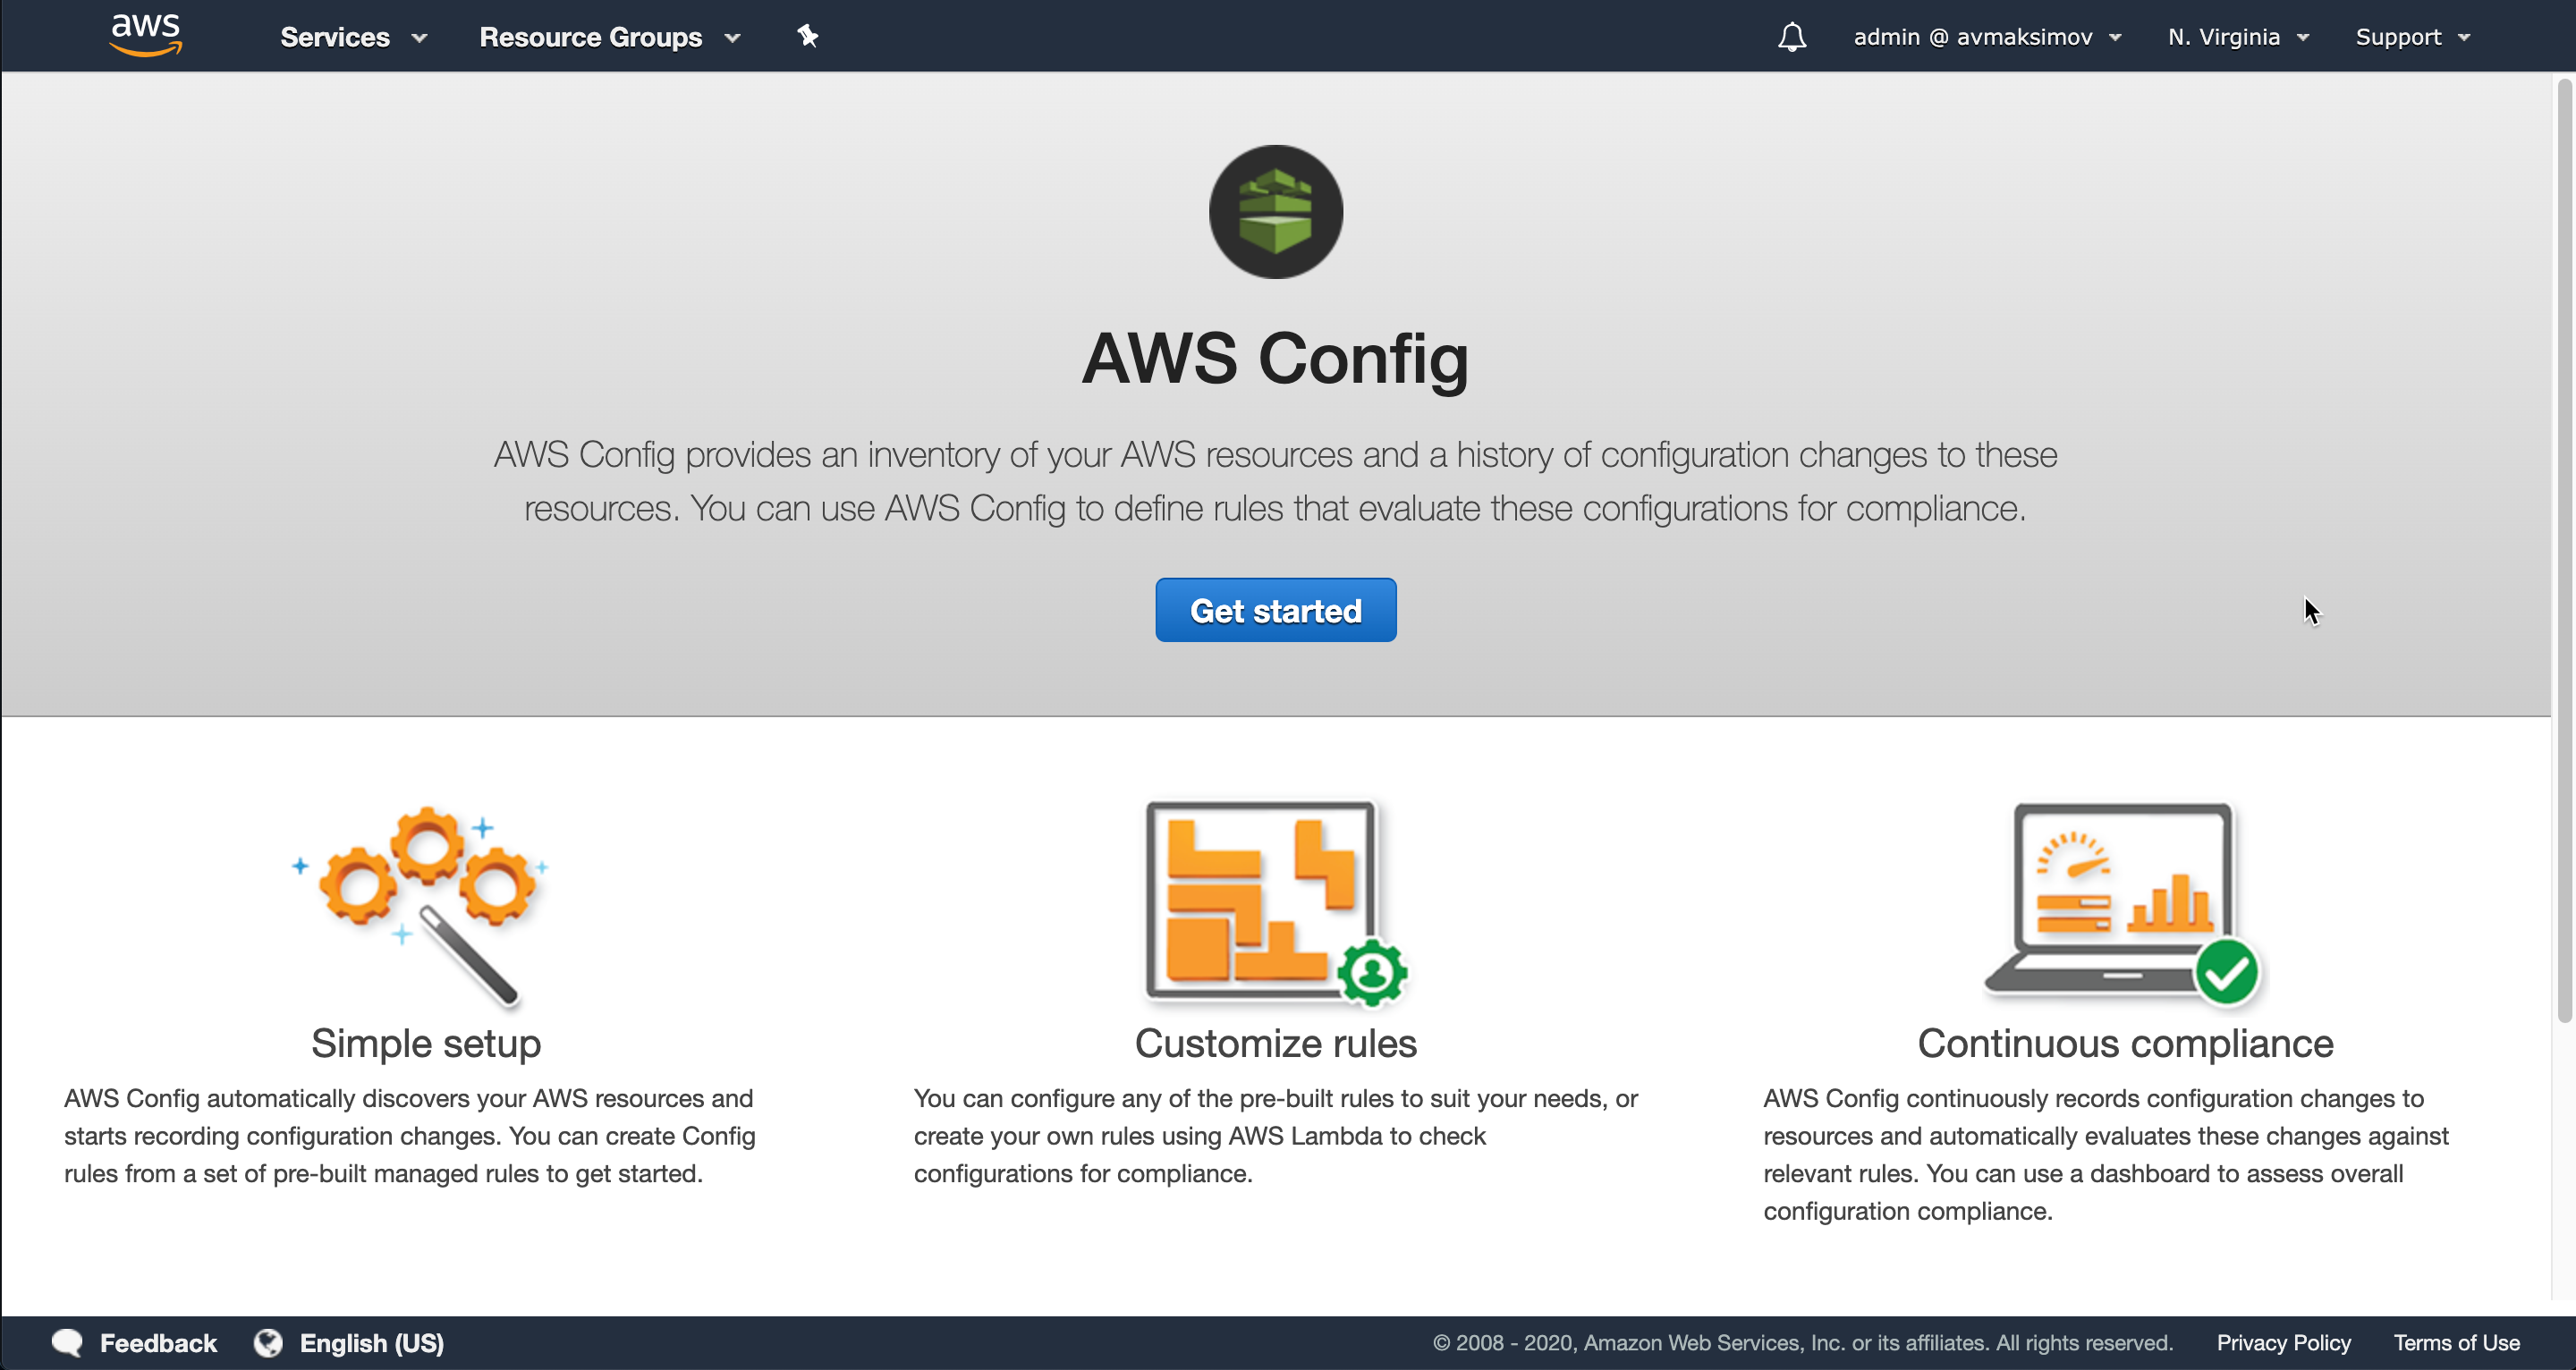 aws
Services
Resource Groups
admin @ avmaksimov
N. Virginia
Support
AWS Config
AWS Config provides an inventory of your AWS resources and a history of configuration changes to these
resources. You can use AWS Config to define rules that evaluate these configurations for compliance.
Get started
Simple setup
AWS Config automatically discovers your AWS resources and
starts recording configuration changes. You can create Config
rules from a set of pre-built managed rules to get started.
Customize rules
You can configure any of the pre-built rules to suit your needs, or
create your own rules using AWS Lambda to check
configurations for compliance.
Continuous compliance
AWS Config continuously records configuration changes to
resources and automatically evaluates these changes against
relevant rules. You can use a dashboard to assess overall
configuration compliance.
Feedback
English (US)
© 2008 - 2020, Amazon Web Services, Inc. or its affiliates. All rights reserved.
Privacy Policy
Terms of Use